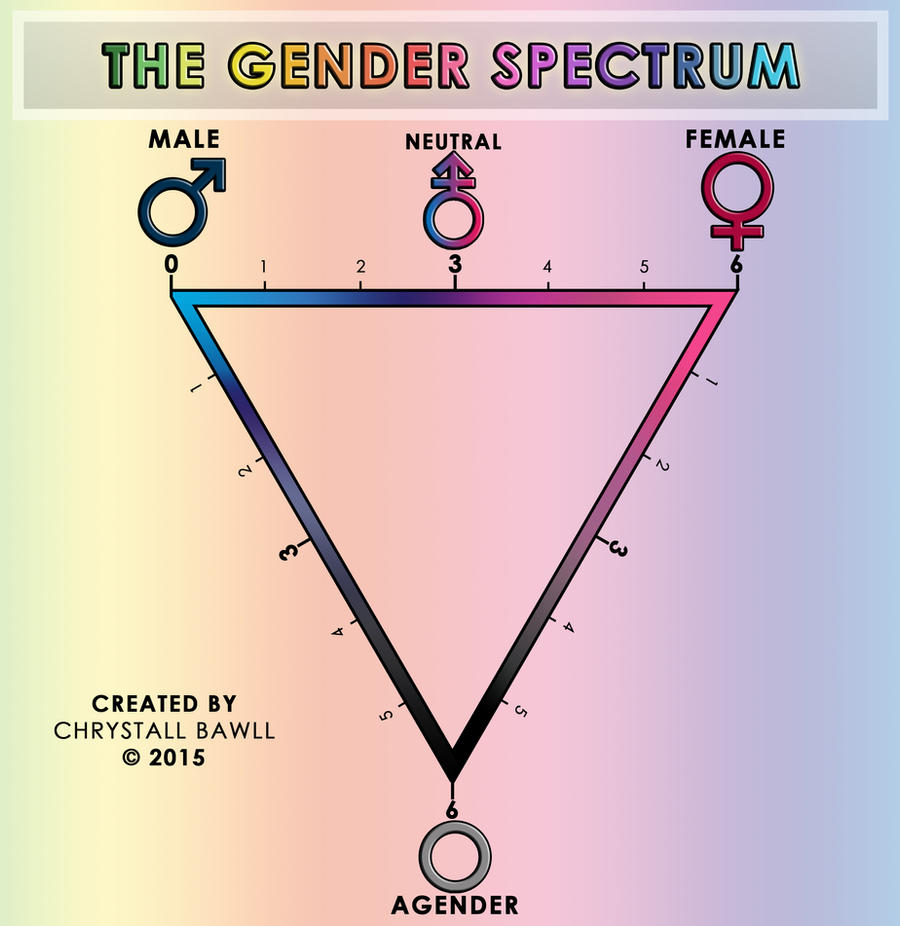 THE GENDER SPECTRUM
MALE
NEUTRAL
FEMALE
0 1 2 3 4 5 6
1 1
2 2
3 3
4 4
5 5
CREATED BY
CHRYSTALL BAWLL
© 2015
6
AGENDER